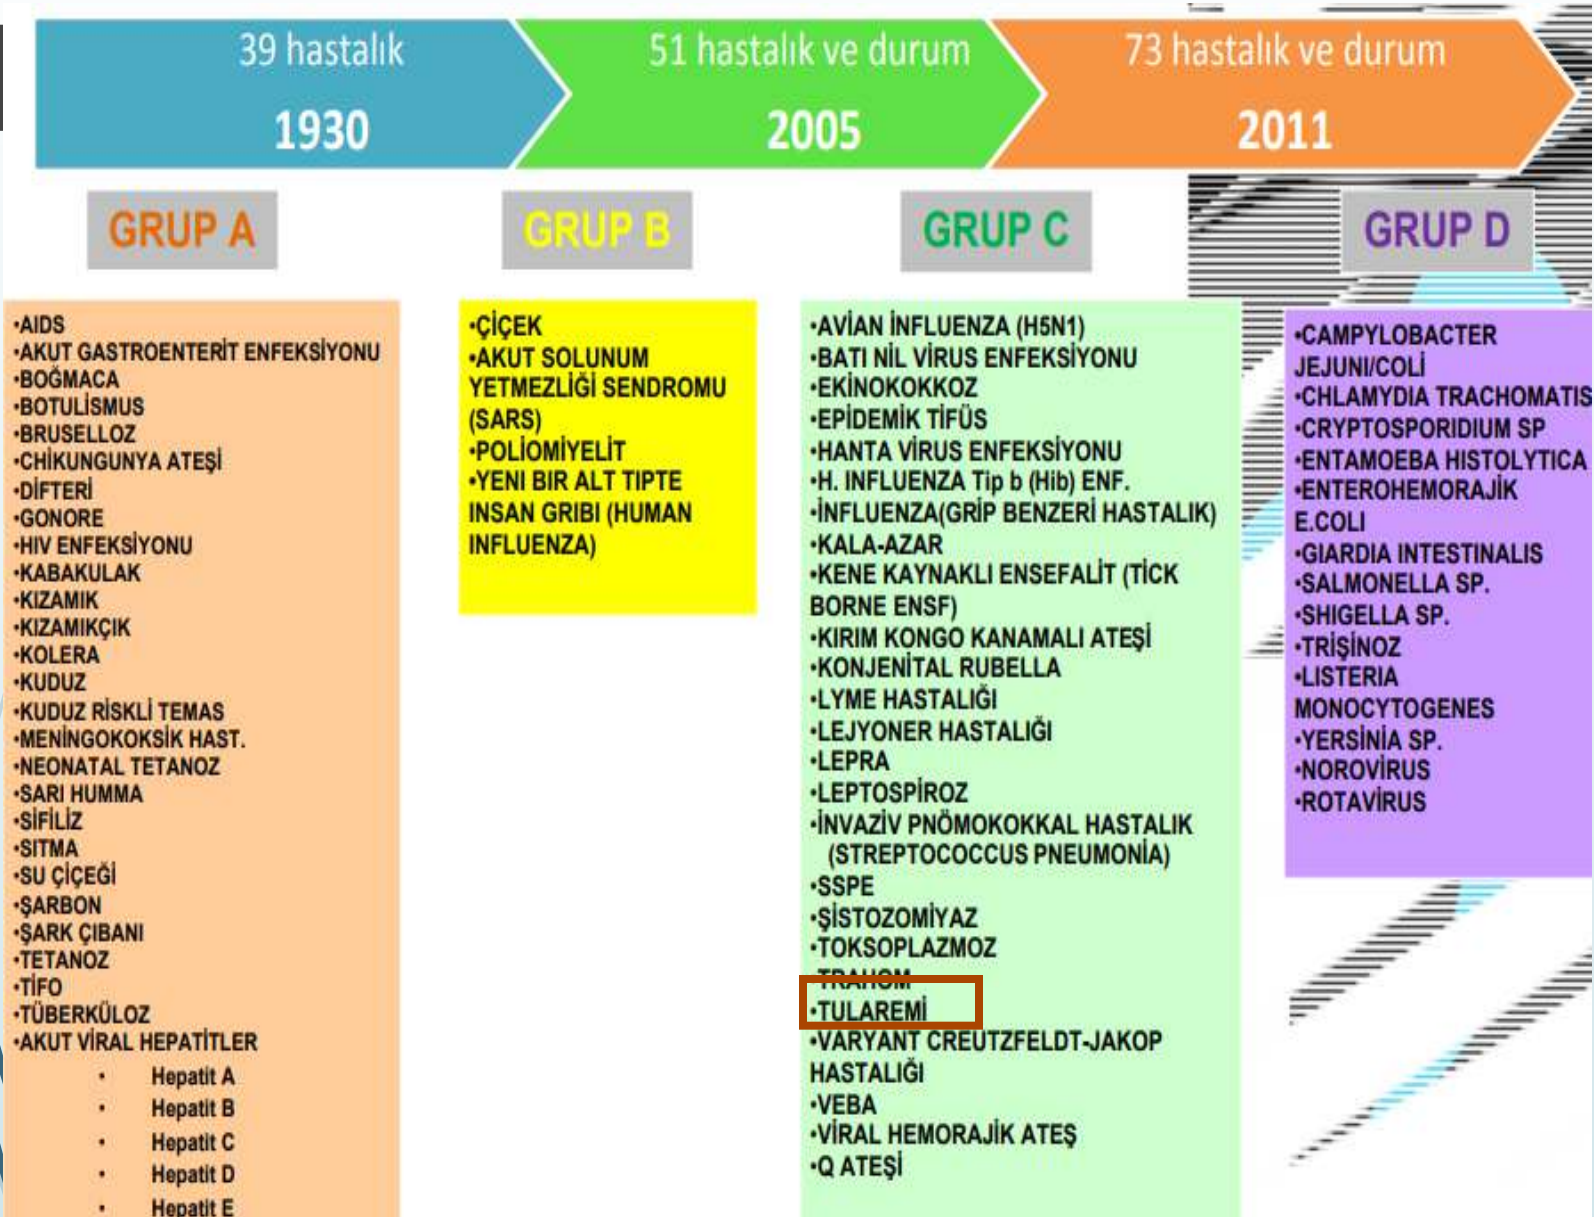 39 hastalık
1930
51 hastalık ve durum
2005
73 hastalık ve durum
2011
GRUP A
•AIDS
•AKUT GASTROENTERİT ENFEKSİYONU
•BOĞMACA
•BOTULİSMUS
•BRUSELLOZ
•CHİKUNGUNYA ATEŞİ
•DİFTERİ
•GONORE
•HIV ENFEKSİYONU
•KABAKULAK
•KIZAMIK
•KIZAMIKÇIK
•KOLERA
•KUDUZ
•KUDUZ RİSKLİ TEMAS
•MENİNGOKOKSİK HAST.
•NEONATAL TETANOZ
•SARI HUMMA
•SİFİLİZ
•SITMA
•SU ÇİÇEĞİ
•ŞARBON
•ŞARK ÇIBANI
•TETANOZ
•TİFO
•TÜBERKÜLOZ
•AKUT VİRAL HEPATİTLER
• Hepatit A
• Hepatit B
• Hepatit C
• Hepatit D
• Hepatit E
GRUP B
•ÇİÇEK
•AKUT SOLUNUM
YETMEZLİĞİ SENDROMU
(SARS)
•POLİOMİYELİT
•YENI BIR ALT TIPTE
INSAN GRIBI (HUMAN
INFLUENZA)
GRUP C
•AVİAN İNFLUENZA (H5N1)
•BATI NİL VİRUS ENFEKSİYONU
•EKİNOKOKKOZ
•EPİDEMİK TİFÜS
•HANTA VİRUS ENFEKSİYONU
•H. INFLUENZA Tip b (Hib) ENF.
•İNFLUENZA(GRİP BENZERİ HASTALIK)
•KALA-AZAR
•KENE KAYNAKLI ENSEFALİT (TİCK
BORNE ENSF)
•KIRIM KONGO KANAMALI ATEŞİ
•KONJENİTAL RUBELLA
•LYME HASTALIĞI
•LEJYONER HASTALIĞI
•LEPRA
•LEPTOSPİROZ
•İNVAZİV PNÖMOKOKKAL HASTALIK
(STREPTOCOCCUS PNEUMONİA)
•SSPE
•ŞİSTOZOMİYAZ
•TOKSOPLAZMOZ
•TRAHOM
•TULAREMİ
•VARYANT CREUTZFELDT-JAKOP
HASTALIĞI
•VEBA
•VİRAL HEMORAJİK ATEŞ
•Q ATEŞİ
GRUP D
•CAMPYLOBACTER
JEJUNI/COLİ
•CHLAMYDIA TRACHOMATIS
•CRYPTOSPORIDIUM SP
•ENTAMOEBA HISTOLYTICA
•ENTEROHEMORAJİK
E.COLI
•GIARDIA INTESTINALIS
•SALMONELLA SP.
•SHIGELLA SP.
•TRİŞİNOZ
•LISTERIA
MONOCYTOGENES
•YERSİNİA SP.
•NOROVİRUS
•ROTAVİRUS